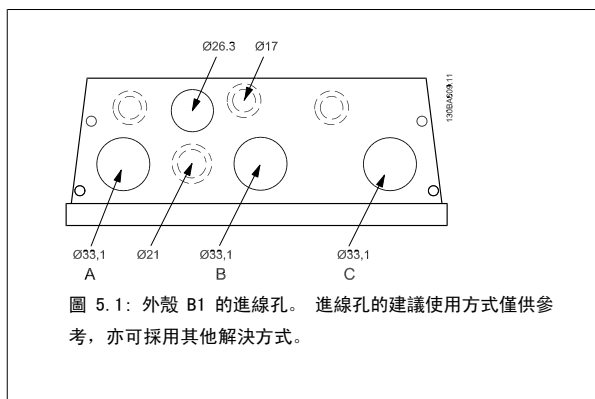 Ø26.3 Ø17
130BA509.11
Ø33,1 Ø21 Ø33,1 Ø33,1
A B C
圖 5.1: 外殼 B1 的進線孔。 進線孔的建議使用方式僅供參
考, 亦可採用其他解決方式。